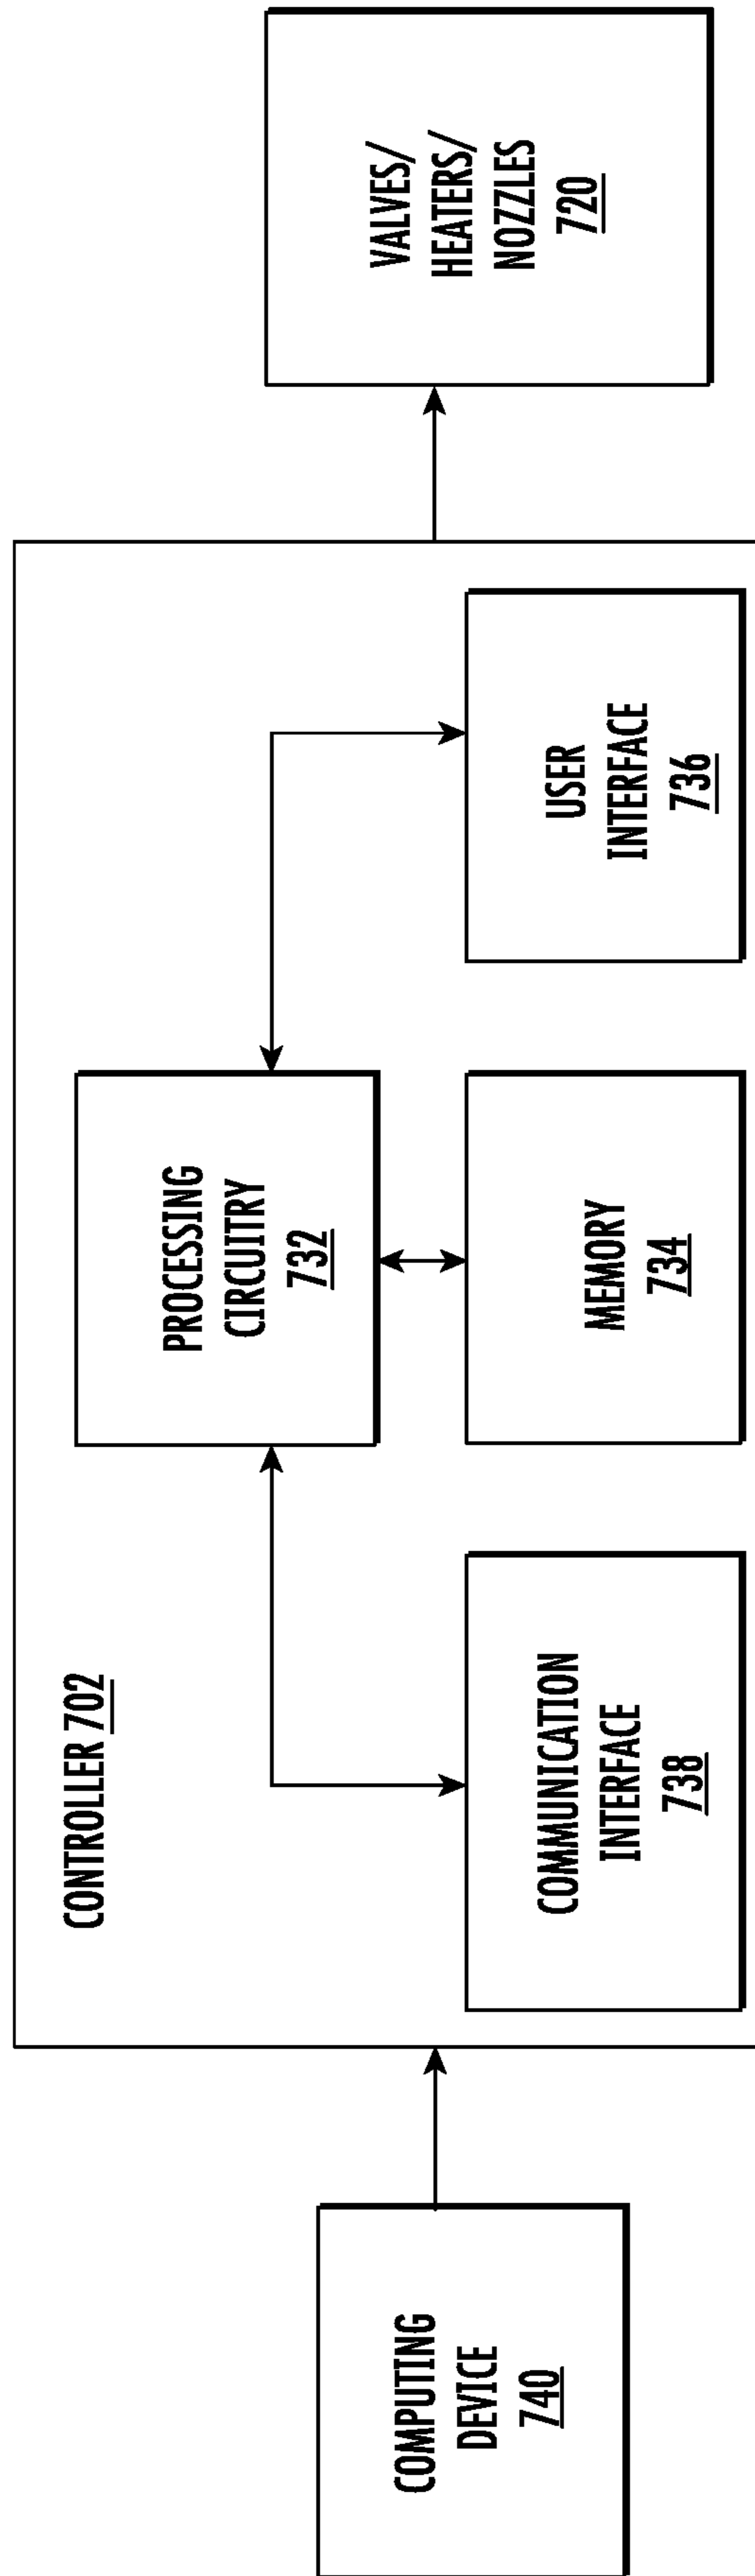 CONTROLLER 702
COMPUTING
DEVICE
740
PROCESSING
CIRCUITRY
732
COMMUNICATION
INTERFACE
738
MEMORY
734
USER
INTERFACE
736
VALVES/
HEATERS/
NOZZLES
720